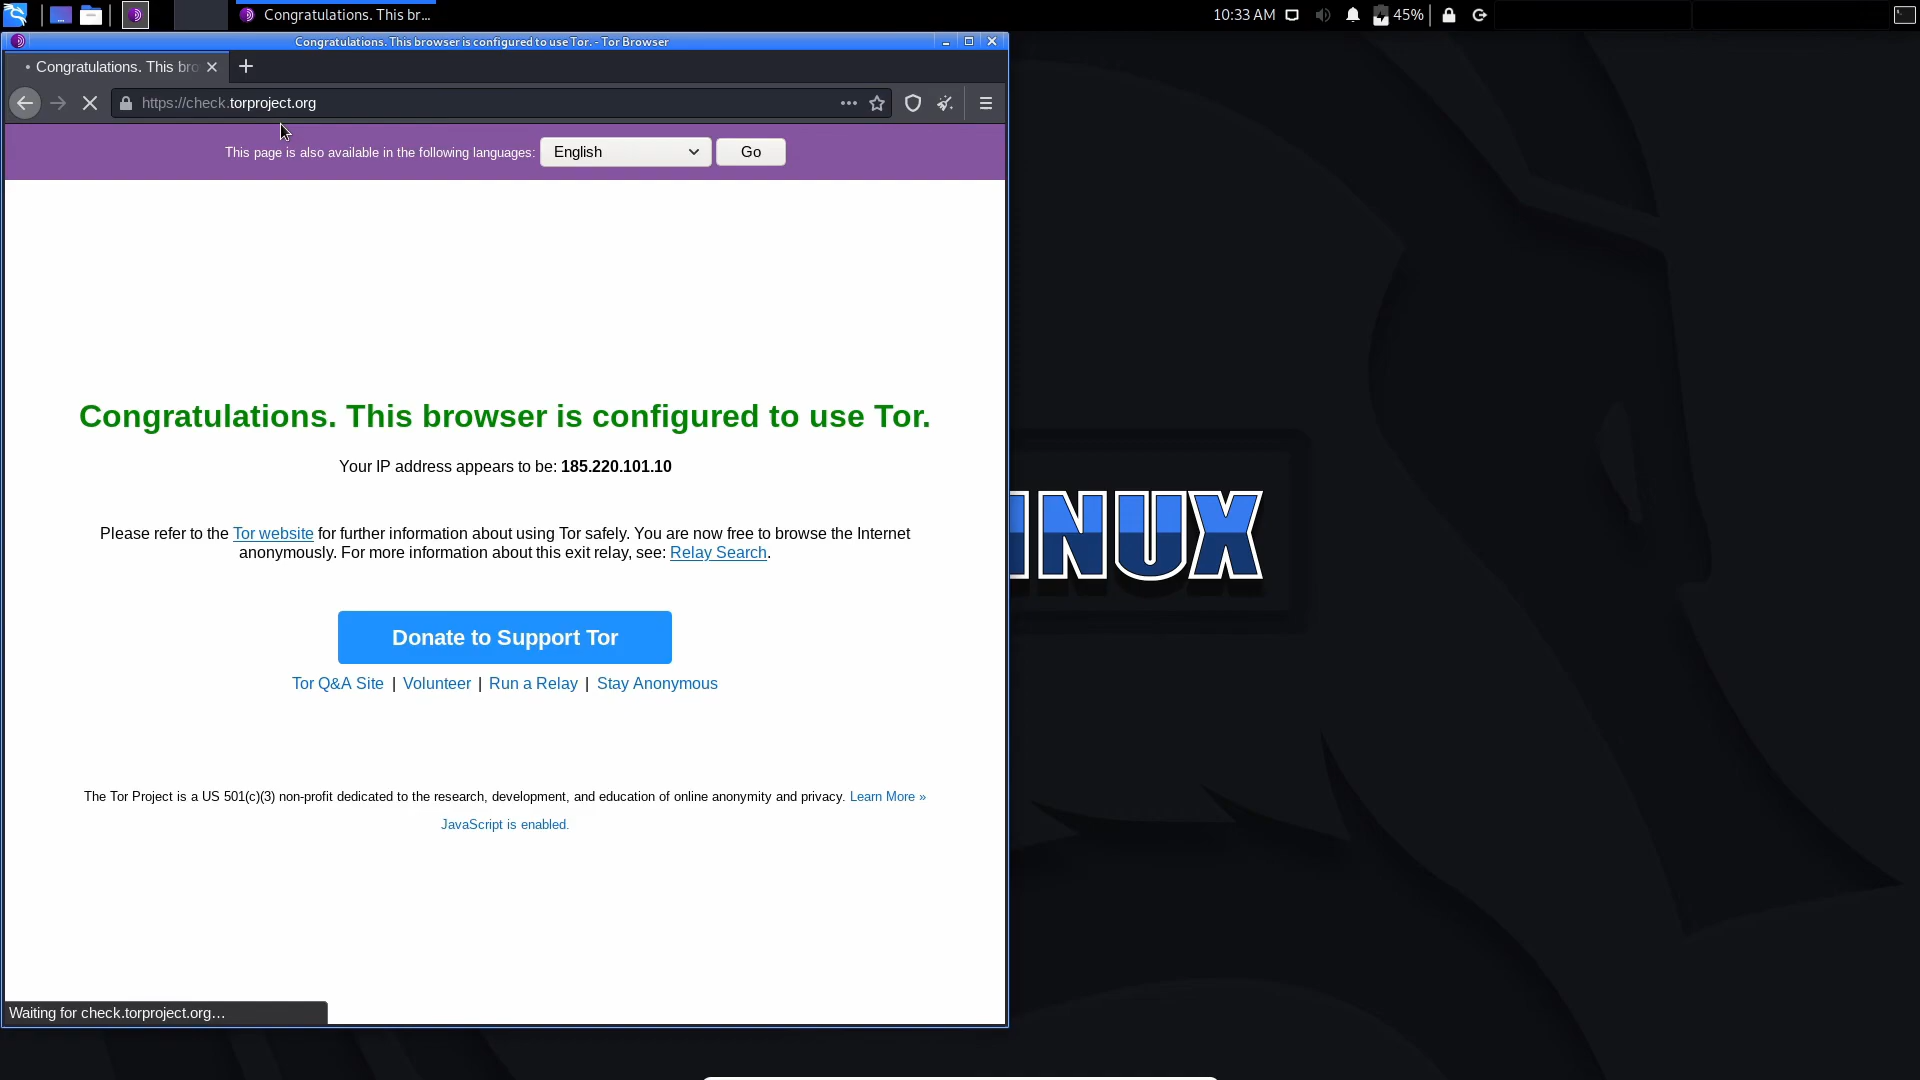 Congratulations. This br...
10:33 AM
45%
Congratulations. This browser is configured to use Tor. - Tor Browser
Congratulations. This bro
https://check.torproject.org
This page is also available in the following languages:
English
Go
Congratulations. This browser is configured to use Tor.
Your IP address appears to be: 185.220.101.10
Please refer to the Tor website for further information about using Tor safely. You are now free to browse the Internet
anonymously. For more information about this exit relay, see: Relay Search.
Donate to Support Tor
Tor Q&A Site | Volunteer | Run a Relay | Stay Anonymous
The Tor Project is a US 501(c)(3) non-profit dedicated to the research, development, and education of online anonymity and privacy. Learn More »
JavaScript is enabled.
Waiting for check.torproject.org…
INUX